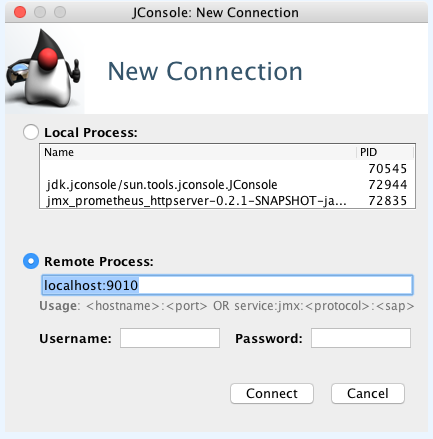 JConsole: New Connection
New Connection
Local Process:
Name PID
70545
jdk.jconsole/sun.tools.jconsole.JConsole 72944
jmx_prometheus_httpserver-0.2.1-SNAPSHOT-ja... 72835
Remote Process:
localhost:9010
Usage: <hostname>:<port> OR service:jmx:<protocol>:<sap>
Username: Password:
Connect Cancel